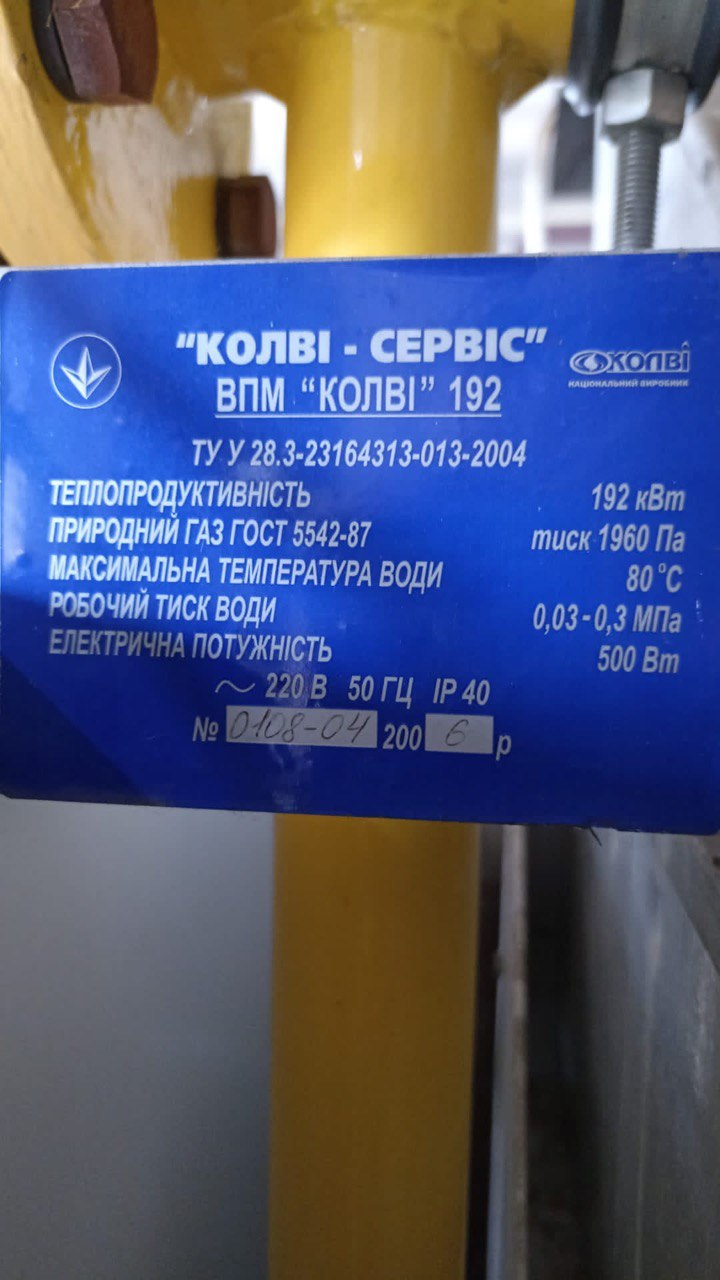 "КОЛВІ - СЕРВІС"
КОЛВІ
НАЦІОНАЛЬНИЙ ВИРОБНИК
ВПМ "КОЛВІ" 192
ТУ У 28.3-23164313-013-2004
ТЕПЛОПРОДУКТИВНІСТЬ 192 кВт
ПРИРОДНИЙ ГАЗ ГОСТ 5542-87 тиск 1960 Па
МАКСИМАЛЬНА ТЕМПЕРАТУРА ВОДИ 80 °С
РОБОЧИЙ ТИСК ВОДИ 0,03 - 0,3 МПа
ЕЛЕКТРИЧНА ПОТУЖНІСТЬ 500 Вт
~ 220 В 50 ГЦ IP 40
№ 0108-04 200 6 р